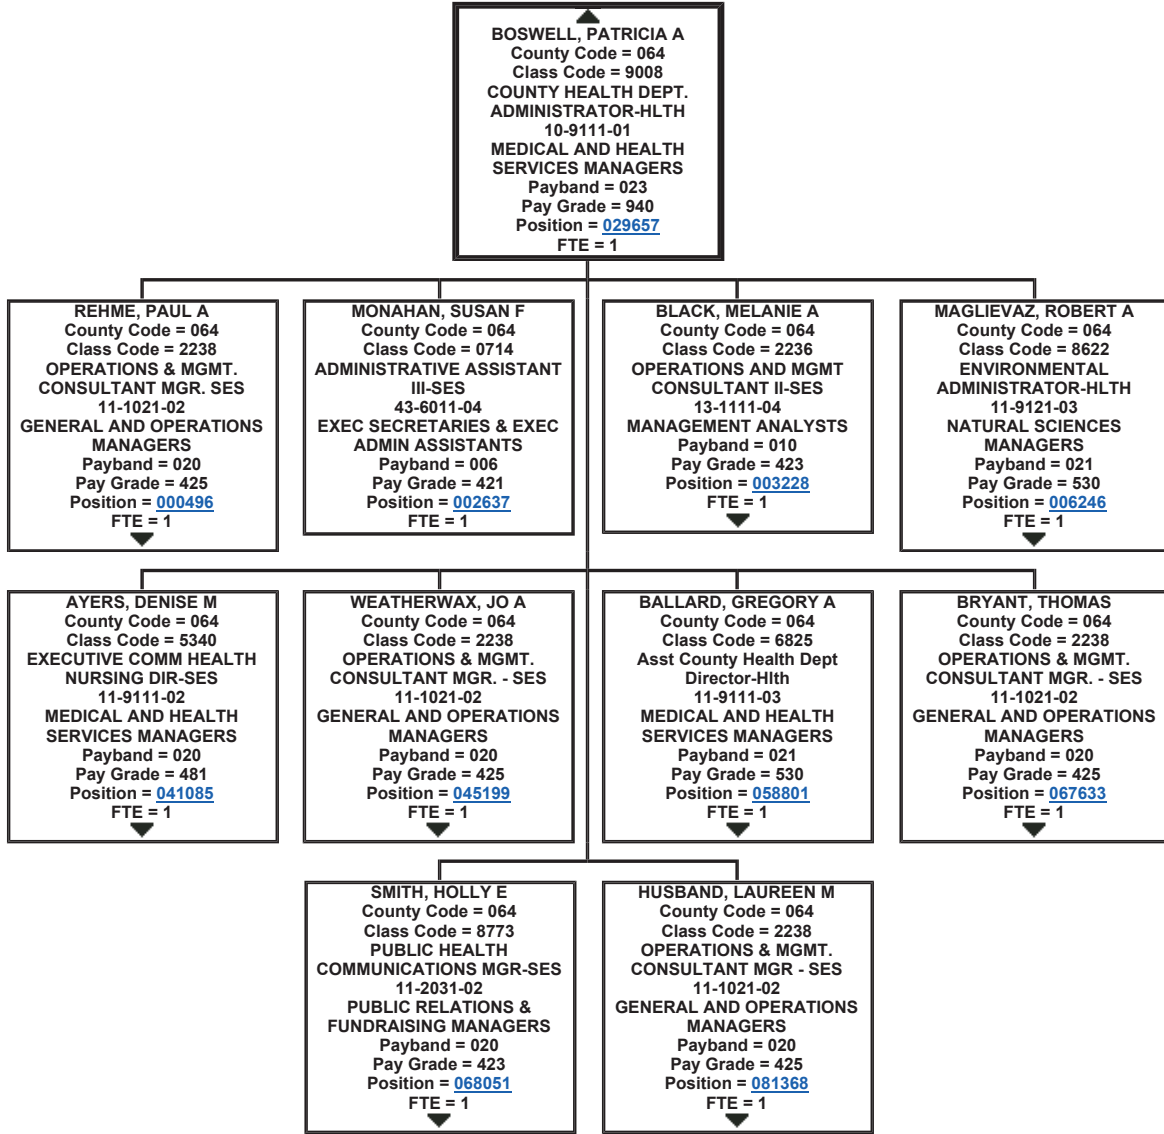 BOSWELL, PATRICIA A
County Code = 064
Class Code = 9008
COUNTY HEALTH DEPT.
ADMINISTRATOR-HLTH
10-9111-01
MEDICAL AND HEALTH
SERVICES MANAGERS
Payband = 023
Pay Grade = 940
Position = 029657
FTE = 1
REHME, PAUL A
County Code = 064
Class Code = 2238
OPERATIONS & MGMT.
CONSULTANT MGR. SES
11-1021-02
GENERAL AND OPERATIONS
MANAGERS
Payband = 020
Pay Grade = 425
Position = 000496
FTE = 1
MONAHAN, SUSAN F
County Code = 064
Class Code = 0714
ADMINISTRATIVE ASSISTANT
III-SES
43-6011-04
EXEC SECRETARIES & EXEC
ADMIN ASSISTANTS
Payband = 006
Pay Grade = 421
Position = 002637
FTE = 1
BLACK, MELANIE A
County Code = 064
Class Code = 2236
OPERATIONS AND MGMT
CONSULTANT II-SES
13-1111-04
MANAGEMENT ANALYSTS
Payband = 010
Pay Grade = 423
Position = 003228
FTE = 1
MAGLIEVAZ, ROBERT A
County Code = 064
Class Code = 8622
ENVIRONMENTAL
ADMINISTRATOR-HLTH
11-9121-03
NATURAL SCIENCES
MANAGERS
Payband = 021
Pay Grade = 530
Position = 006246
FTE = 1
AYERS, DENISE M
County Code = 064
Class Code = 5340
EXECUTIVE COMM HEALTH
NURSING DIR-SES
11-9111-02
MEDICAL AND HEALTH
SERVICES MANAGERS
Payband = 020
Pay Grade = 481
Position = 041085
FTE = 1
WEATHERWAX, JO A
County Code = 064
Class Code = 2238
OPERATIONS & MGMT.
CONSULTANT MGR. - SES
11-1021-02
GENERAL AND OPERATIONS
MANAGERS
Payband = 020
Pay Grade = 425
Position = 045199
FTE = 1
BALLARD, GREGORY A
County Code = 064
Class Code = 6825
Asst County Health Dept
Director-Hlth
11-9111-03
MEDICAL AND HEALTH
SERVICES MANAGERS
Payband = 021
Pay Grade = 530
Position = 058801
FTE = 1
BRYANT, THOMAS
County Code = 064
Class Code = 2238
OPERATIONS & MGMT.
CONSULTANT MGR. - SES
11-1021-02
GENERAL AND OPERATIONS
MANAGERS
Payband = 020
Pay Grade = 425
Position = 067633
FTE = 1
SMITH, HOLLY E
County Code = 064
Class Code = 8773
PUBLIC HEALTH
COMMUNICATIONS MGR-SES
11-2031-02
PUBLIC RELATIONS &
FUNDRAISING MANAGERS
Payband = 020
Pay Grade = 423
Position = 068051
FTE = 1
HUSBAND, LAUREEN M
County Code = 064
Class Code = 2238
OPERATIONS & MGMT.
CONSULTANT MGR - SES
11-1021-02
GENERAL AND OPERATIONS
MANAGERS
Payband = 020
Pay Grade = 425
Position = 081368
FTE = 1